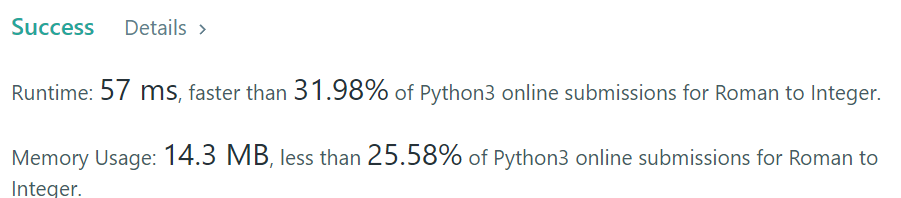 Success Details >
Runtime: 57 ms, faster than 31.98% of Python3 online submissions for Roman to Integer.
Memory Usage: 14.3 MB, less than 25.58% of Python3 online submissions for Roman to
Integer.